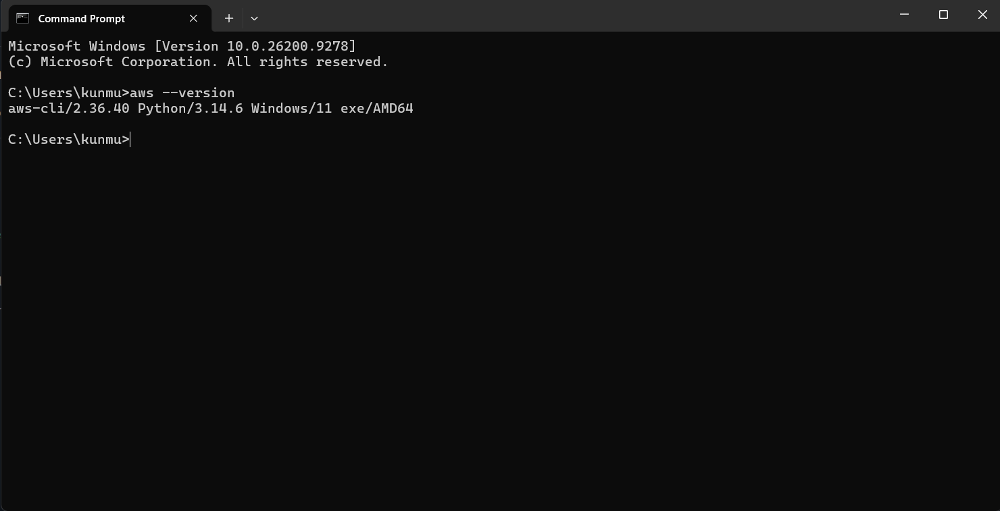 Command Prompt
Microsoft Windows [Version 10.0.26200.9278]
(c) Microsoft Corporation. All rights reserved.
C:\Users\kunmu>aws --version
aws-cli/2.36.40 Python/3.14.6 Windows/11 exe/AMD64
C:\Users\kunmu>